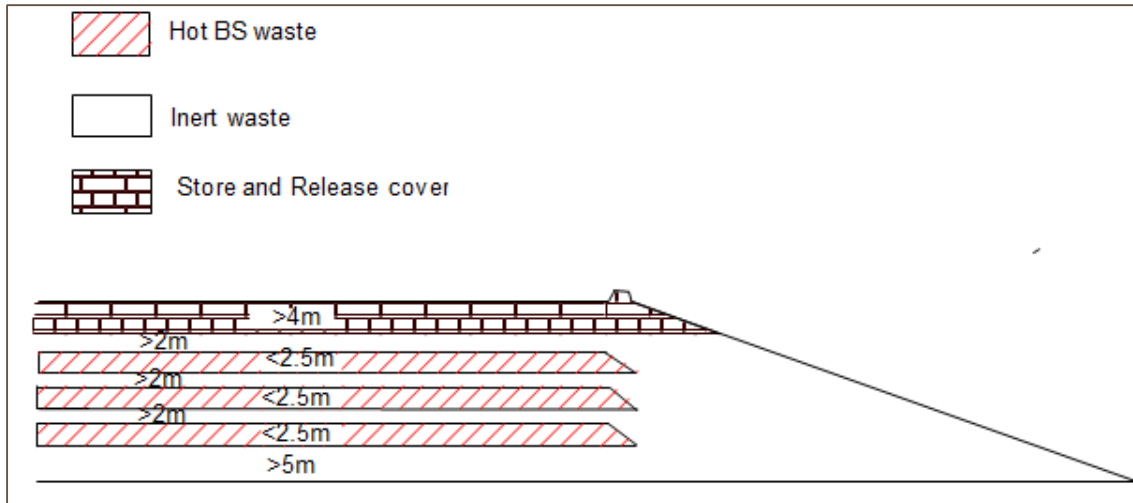 Hot BS waste
Inert waste
Store and Release cover
>4m
>2m
<2.5m
>2m
<2.5m
>2m
<2.5m
>5m